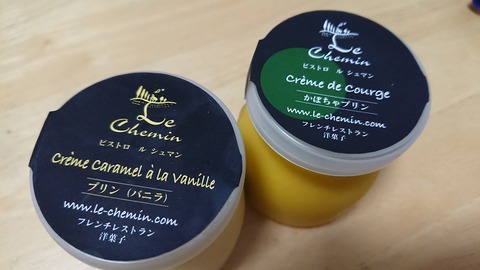 Le
Chemin
ビストロ ル シュマン
Crème Caramel à la Vanille
プリン (バニラ)
www.le-chemin.com
フレンチレストラン
洋菓子
Le
Chemin
ビストロ ル シュマン
Crème de Courge
かぼちゃプリン
www.le-chemin.com
フレンチレストラン
洋菓子